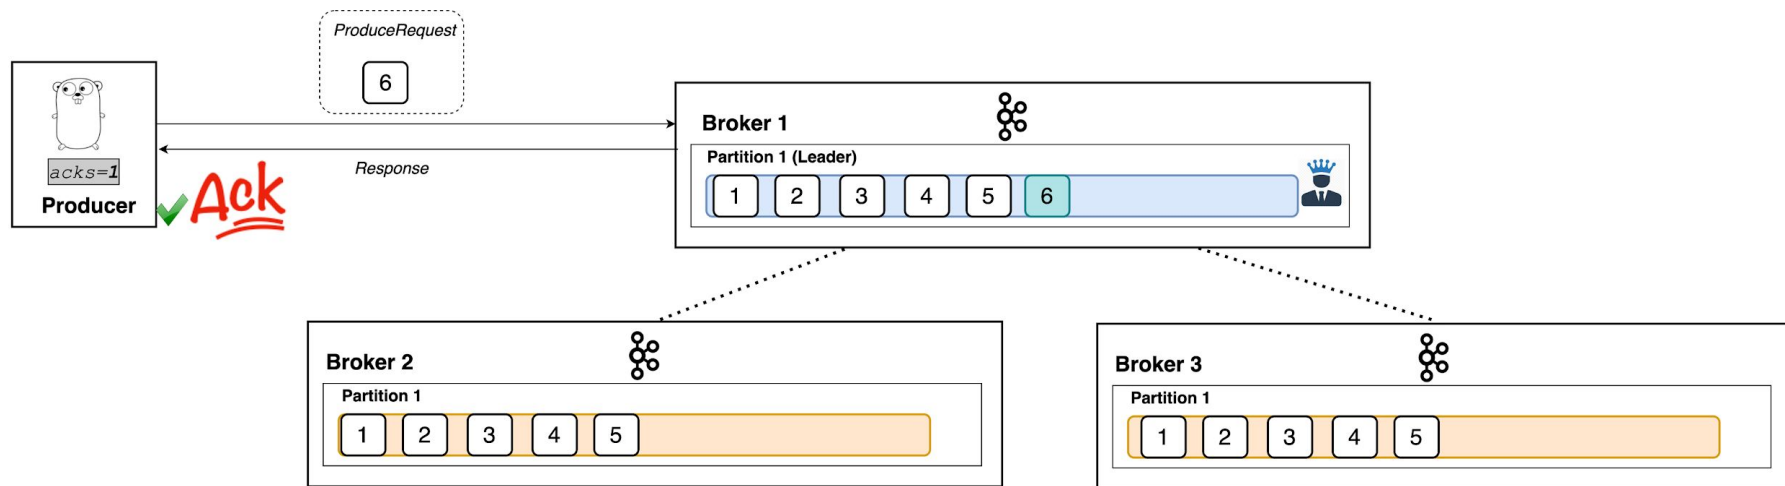 ProduceRequest
6
acks=1
Producer
Ack
Response
Broker 1
Partition 1 (Leader)
1 2 3 4 5 6
Broker 2
Partition 1
1 2 3 4 5
Broker 3
Partition 1
1 2 3 4 5